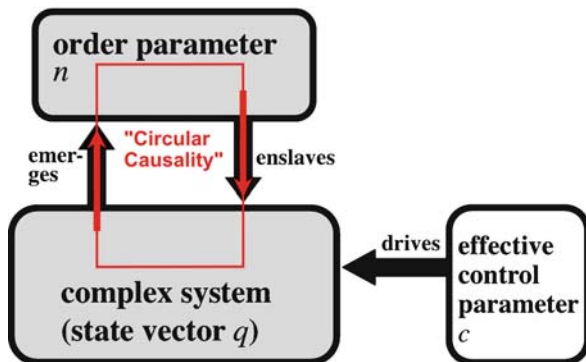 order parameter
n
"Circular
Causality"
emer-
ges
enslaves
drives
complex system
(state vector q)
effective
control
parameter
c